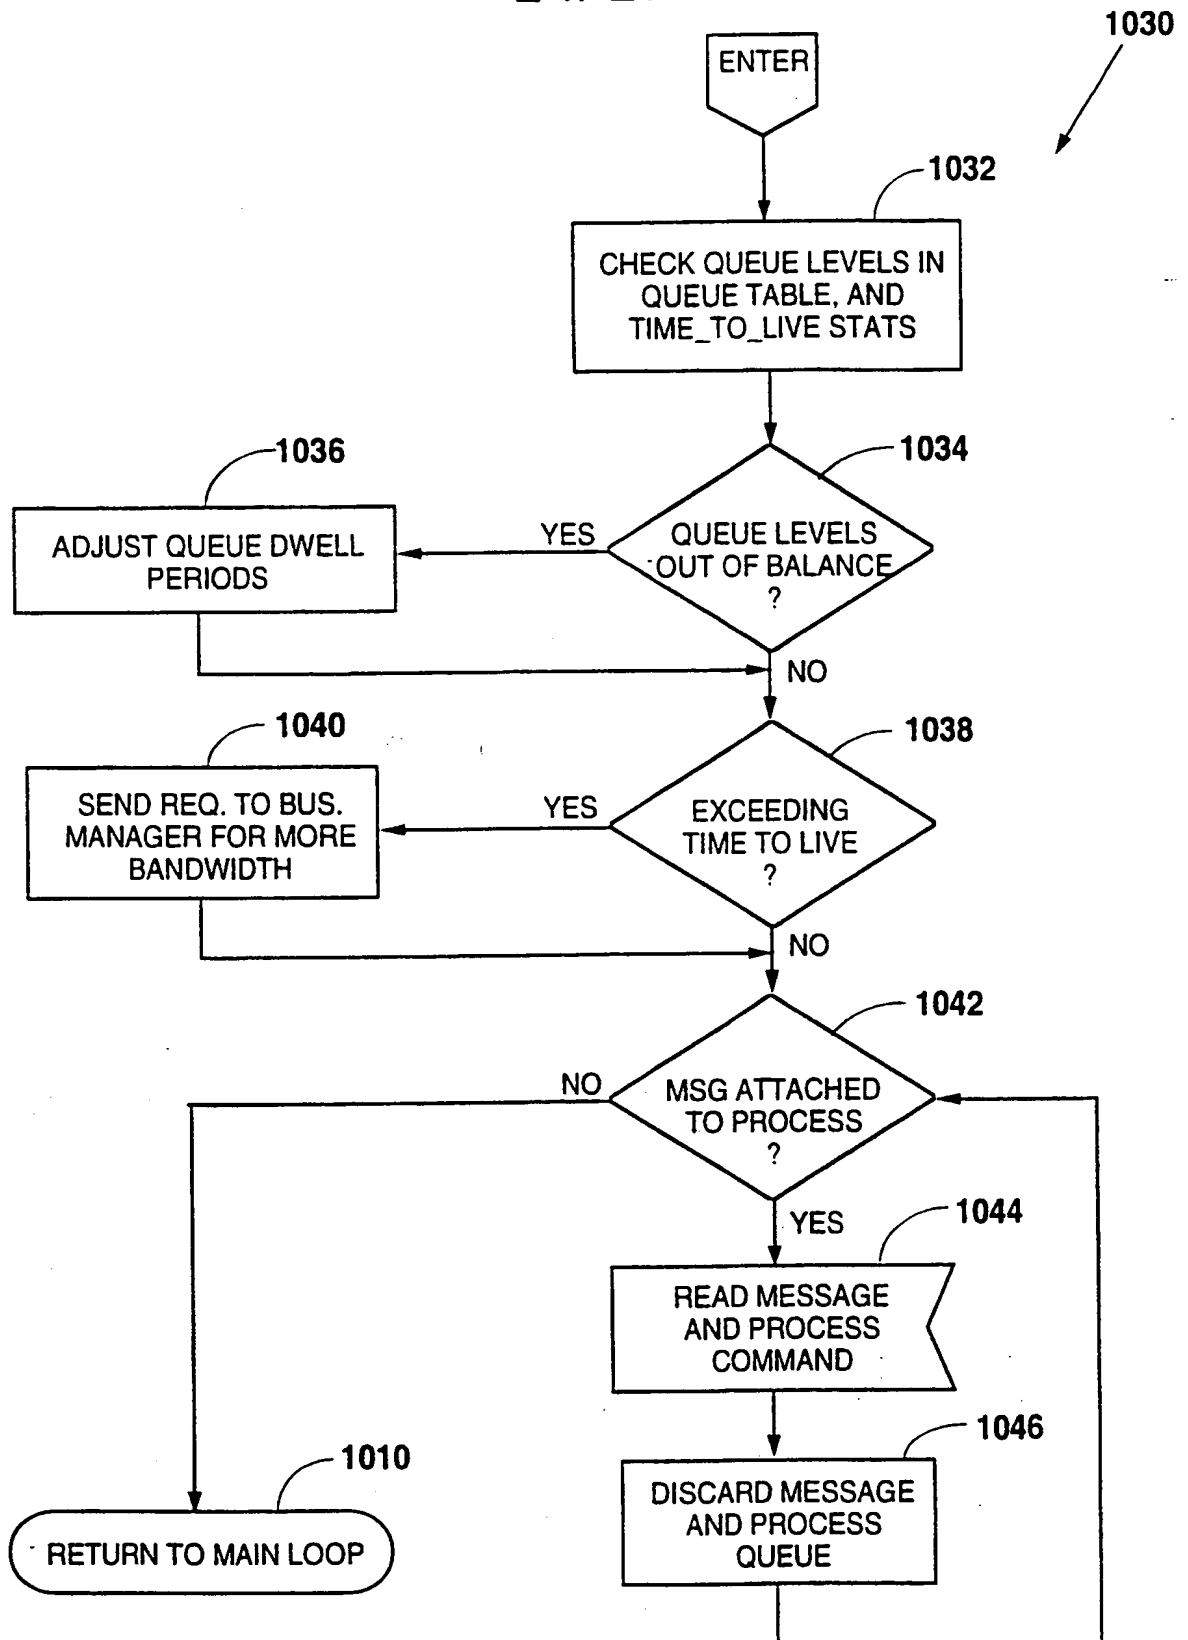 1030
ENTER
1032
CHECK QUEUE LEVELS IN
QUEUE TABLE, AND
TIME_TO_LIVE STATS
1034
QUEUE LEVELS
OUT OF BALANCE
?
YES
1036
ADJUST QUEUE DWELL
PERIODS
NO
1038
EXCEEDING
TIME TO LIVE
?
YES
1040
SEND REQ. TO BUS.
MANAGER FOR MORE
BANDWIDTH
NO
1042
MSG ATTACHED
TO PROCESS
?
NO
YES
1044
READ MESSAGE
AND PROCESS
COMMAND
1046
DISCARD MESSAGE
AND PROCESS
QUEUE
1010
RETURN TO MAIN LOOP